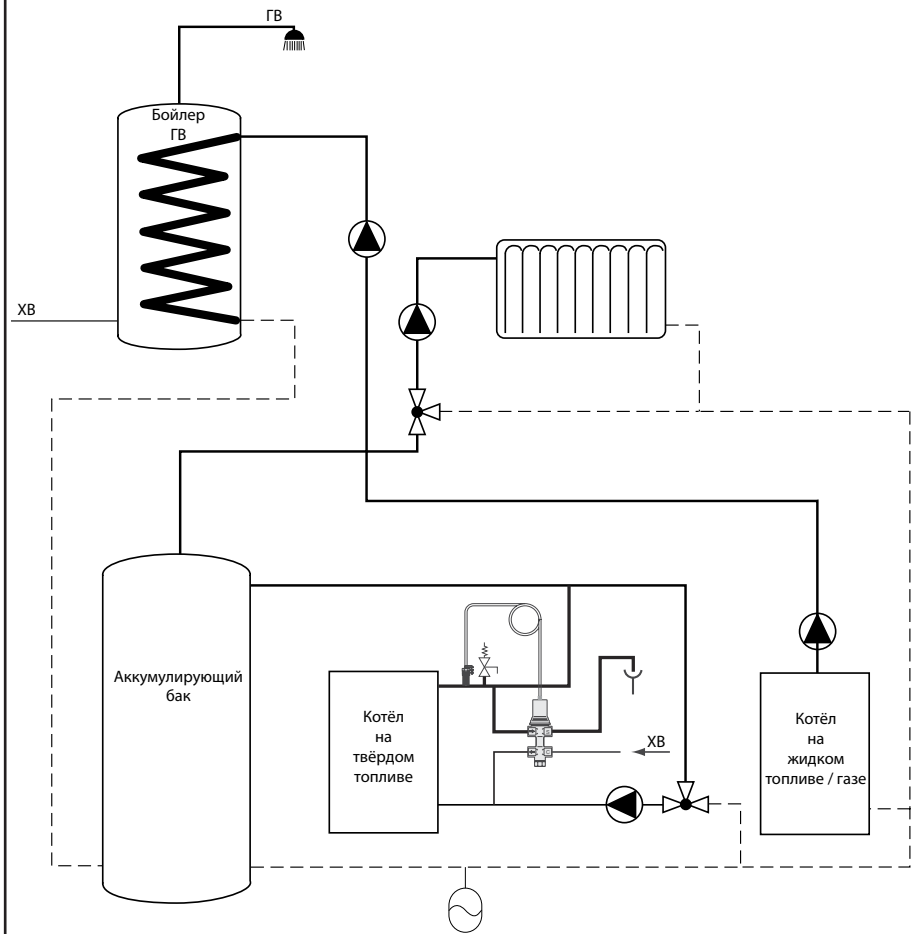 ГВ
Бойлер
ГВ
ХВ
Аккумулирующий
бак
Котёл
на
твёрдом
топливе
ХВ
Котёл
на
жидком
топливе / газе